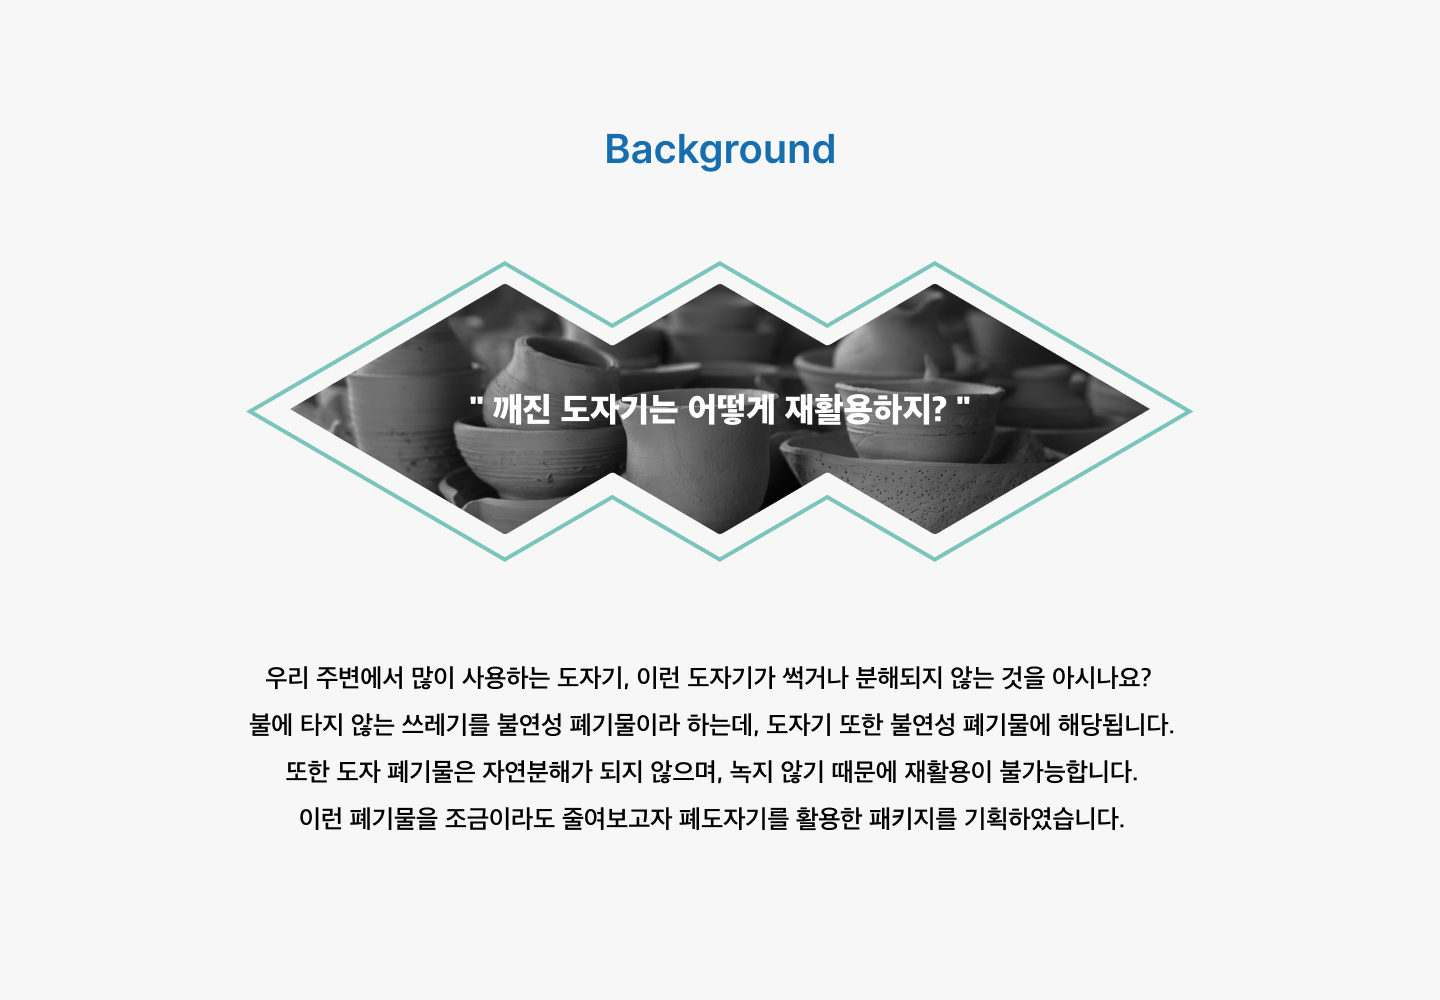 Background
" 깨진 도자기는 어떻게 재활용하지? "
우리 주변에서 많이 사용하는 도자기, 이런 도자기가 썩거나 분해되지 않는 것을 아시나요?
불에 타지 않는 쓰레기를 불연성 폐기물이라 하는데, 도자기 또한 불연성 폐기물에 해당됩니다.
또한 도자 폐기물은 자연분해가 되지 않으며, 녹지 않기 때문에 재활용이 불가능합니다.
이런 폐기물을 조금이라도 줄여보고자 폐도자기를 활용한 패키지를 기획하였습니다.